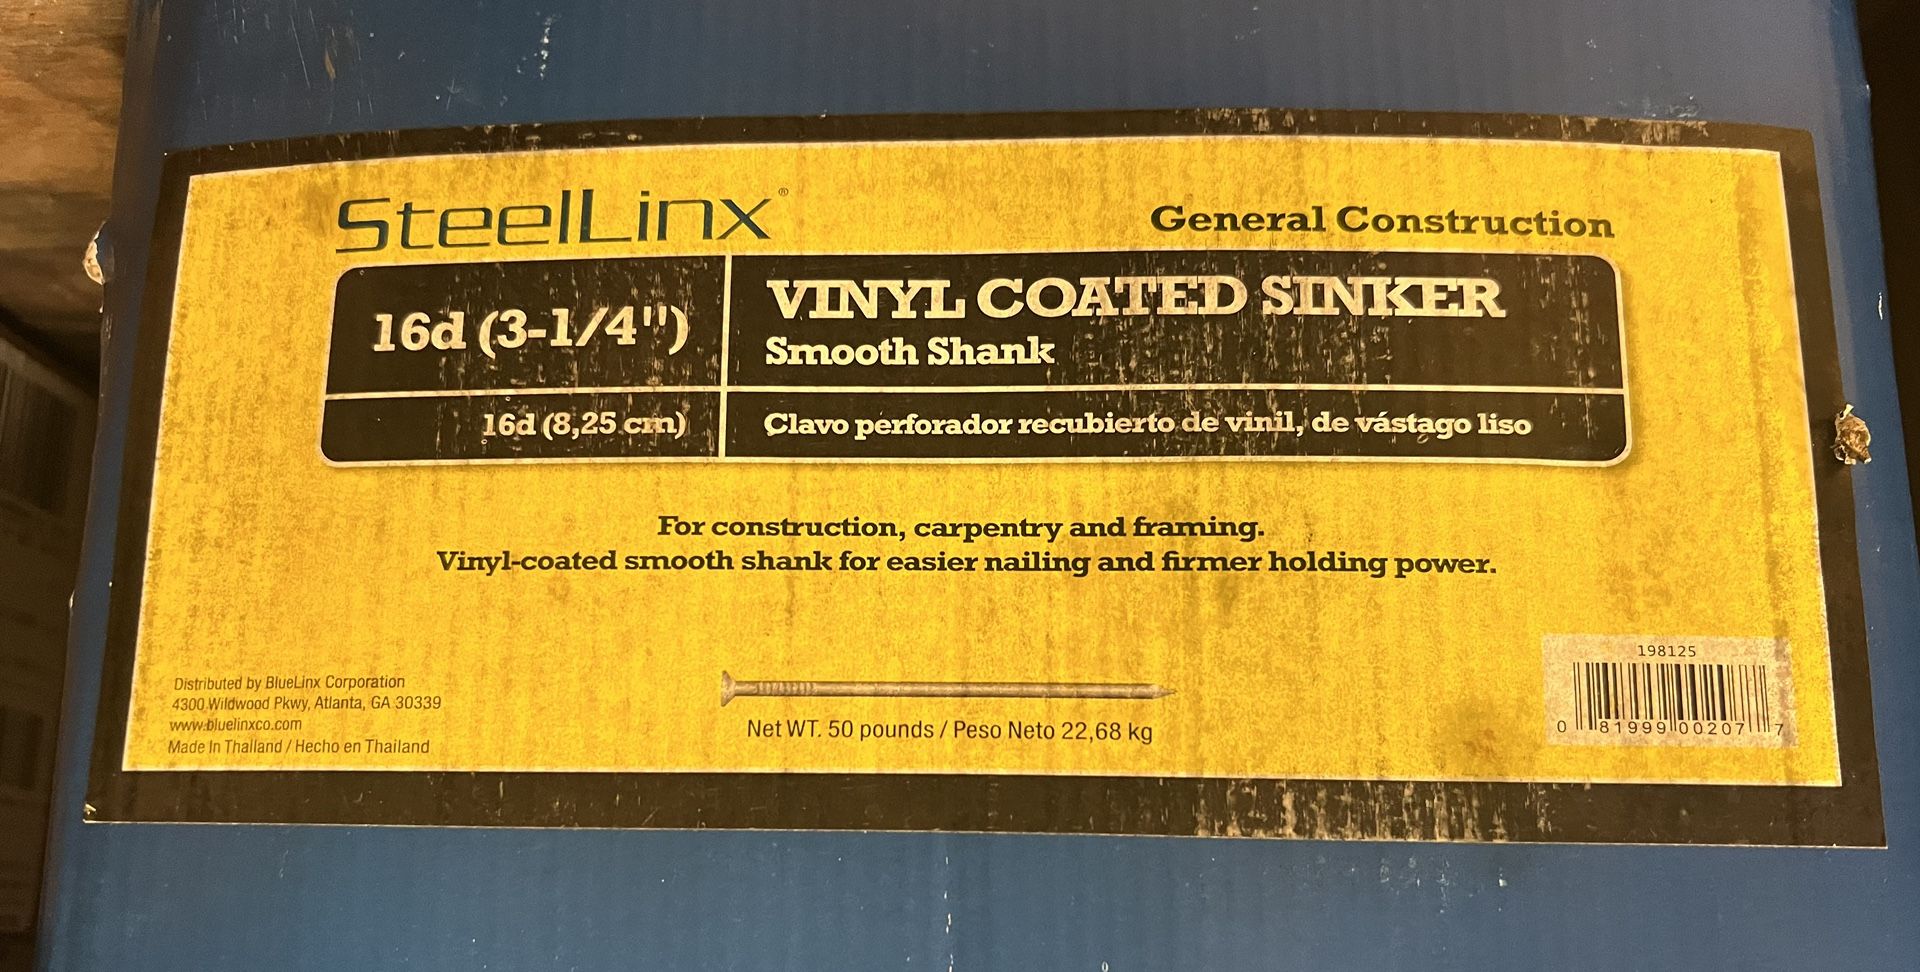 SteelLinx®
General Construction
16d (3-1/4")
VINYL COATED SINKER
Smooth Shank
16d (8,25 cm)
Clavo perforador recubierto de vinil, de vástago liso
For construction, carpentry and framing.
Vinyl-coated smooth shank for easier nailing and firmer holding power.
Distributed by BlueLinx Corporation
4300 Wildwood Pkwy, Atlanta, GA 30339
www.bluelinxco.com
Made In Thailand / Hecho en Thailand
Net WT. 50 pounds / Peso Neto 22,68 kg
198125
0 81999 00207 7